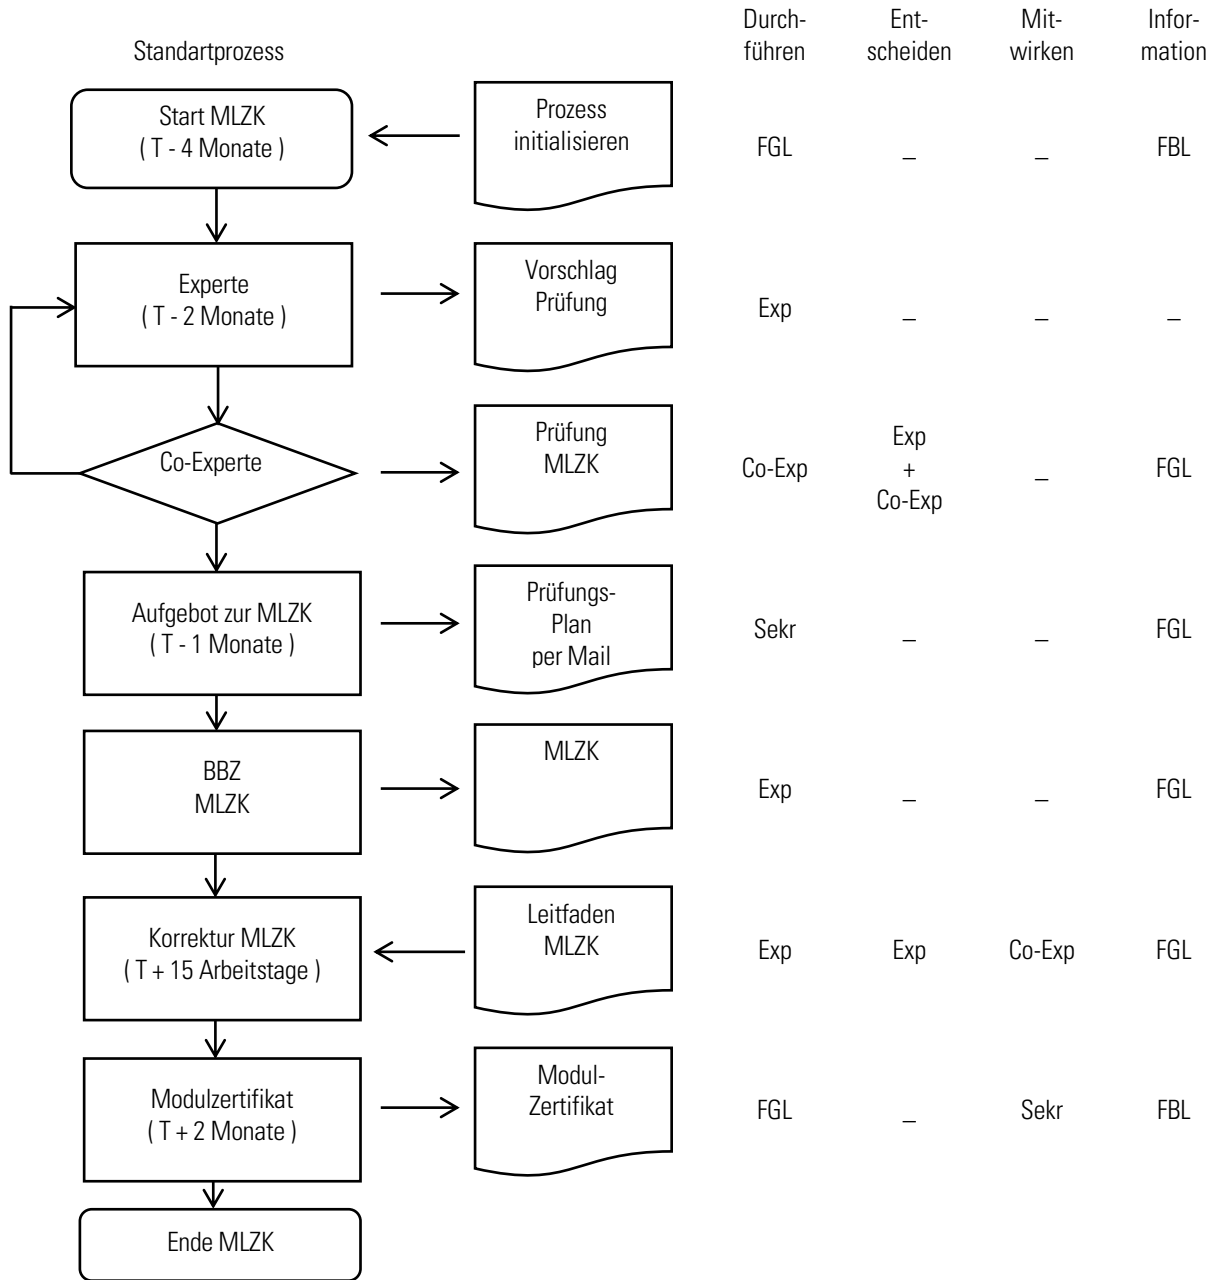 Standartprozess
Durch-
führen
Ent-
scheiden
Mit-
wirken
Infor-
mation
Start MLZK
( T - 4 Monate )
Prozess
initialisieren
FGL
_
_
FBL
Experte
( T - 2 Monate )
Vorschlag
Prüfung
Exp
_
_
_
Co-Experte
Prüfung
MLZK
Co-Exp
Exp
+
Co-Exp
_
FGL
Aufgebot zur MLZK
( T - 1 Monate )
Prüfungs-
Plan
per Mail
Sekr
_
_
FGL
BBZ
MLZK
MLZK
Exp
_
_
FGL
Korrektur MLZK
( T + 15 Arbeitstage )
Leitfaden
MLZK
Exp
Exp
Co-Exp
FGL
Modulzertifikat
( T + 2 Monate )
Modul-
Zertifikat
FGL
_
Sekr
FBL
Ende MLZK